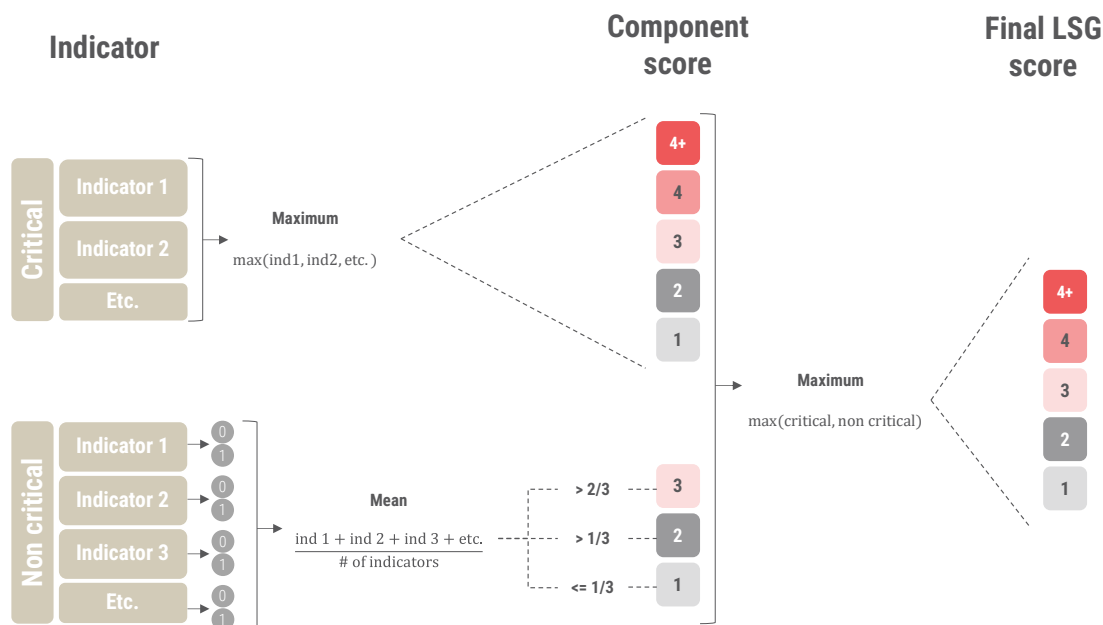 Indicator
Component
score
Final LSG
score
Critical
Indicator 1
Indicator 2
Etc.
Maximum
max(ind1, ind2, etc. )
4+
4
3
2
1
Non critical
Indicator 1
0
1
Indicator 2
0
1
Indicator 3
0
1
Etc.
0
1
Mean
ind 1 + ind 2 + ind 3 + etc.
# of indicators
> 2/3
3
> 1/3
2
<= 1/3
1
Maximum
max(critical, non critical)
4+
4
3
2
1